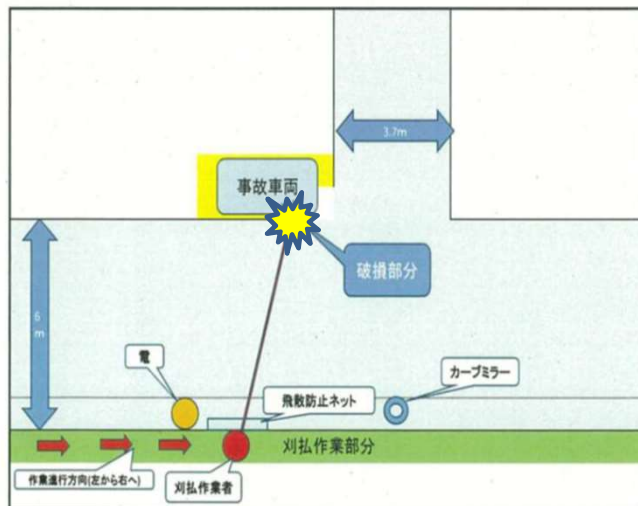 3.7m
事故車両
破損部分
6m
電
飛散防止ネット
カーブミラー
刈払作業部分
作業進行方向(左から右へ)
刈払作業者